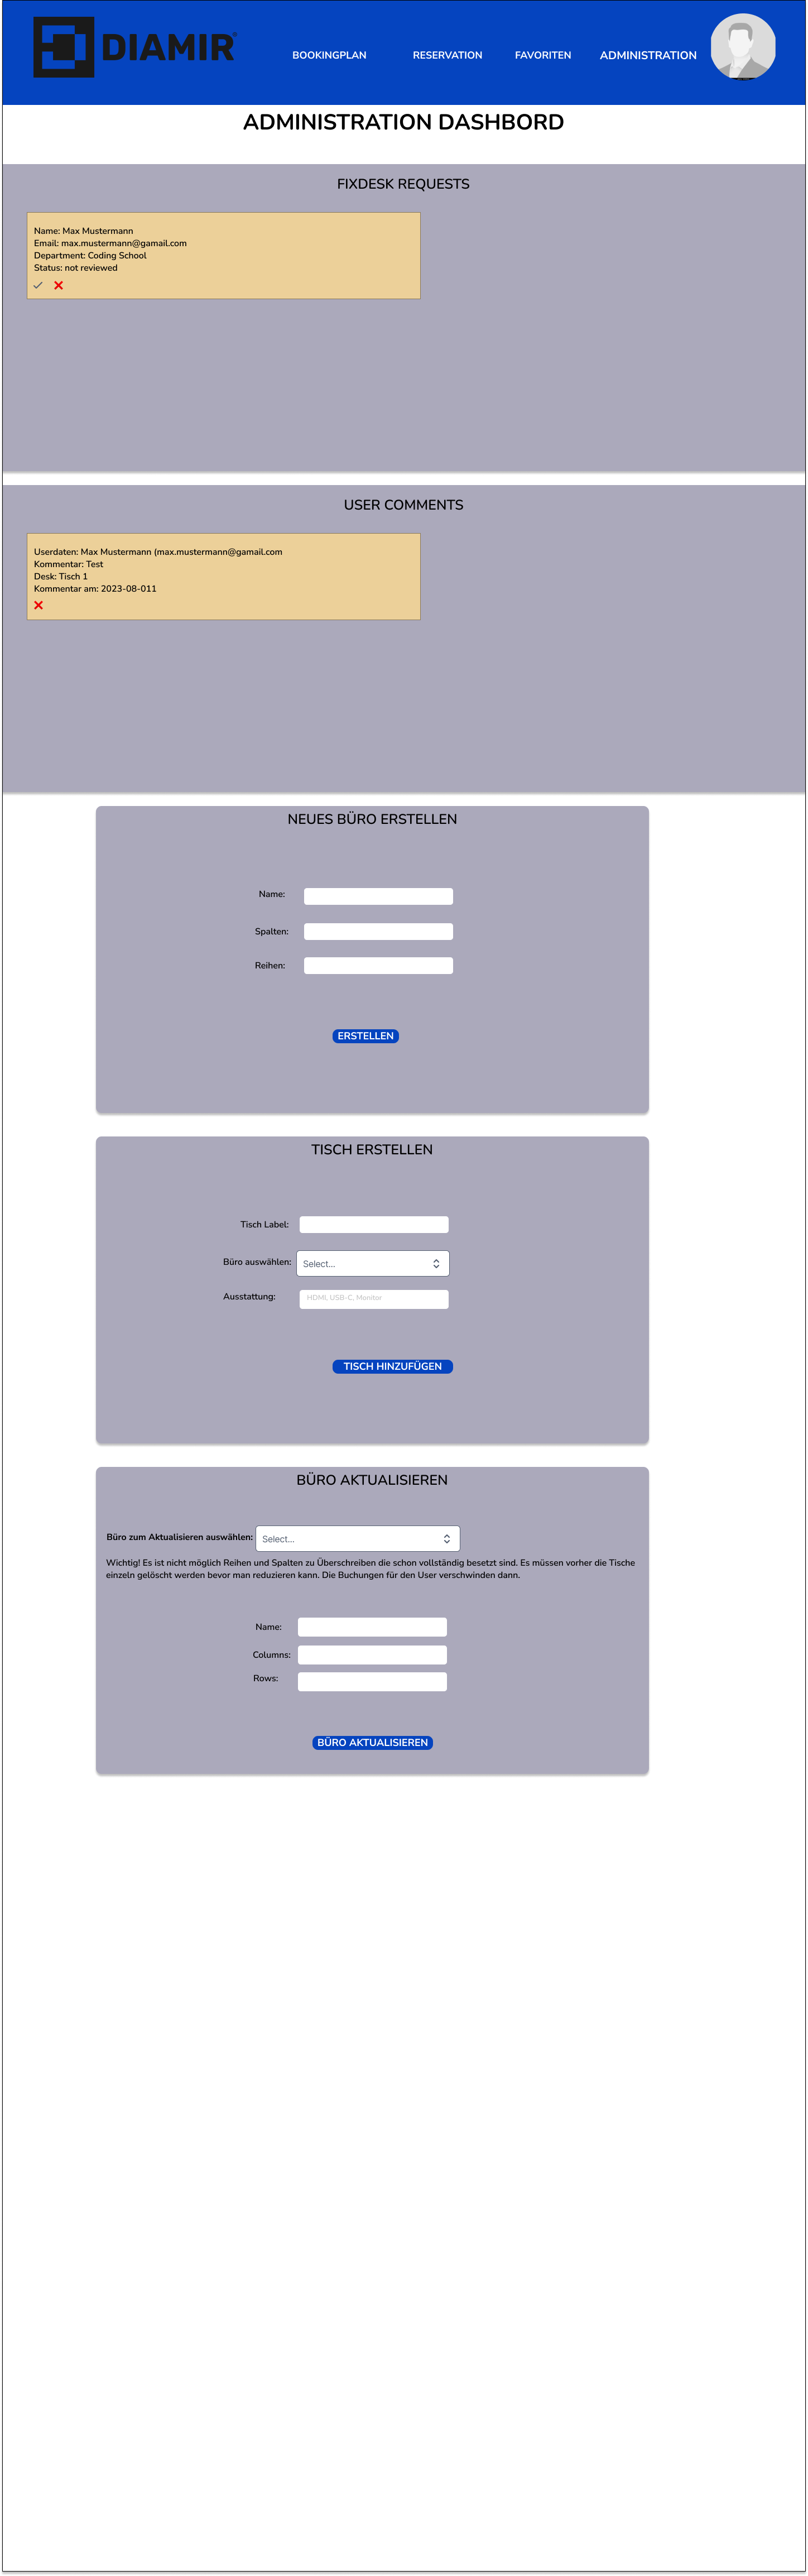 DIAMIR®
BOOKINGPLAN RESERVATION FAVORITEN ADMINISTRATION
ADMINISTRATION DASHBORD
FIXDESK REQUESTS
Name: Max Mustermann
Email: max.mustermann@gamail.com
Department: Coding School
Status: not reviewed
USER COMMENTS
Userdaten: Max Mustermann (max.mustermann@gamail.com
Kommentar: Test
Desk: Tisch 1
Kommentar am: 2023-08-011
NEUES BÜRO ERSTELLEN
Name:
Spalten:
Reihen:
ERSTELLEN
TISCH ERSTELLEN
Tisch Label:
Büro auswählen: Select...
Ausstattung: HDMI, USB-C, Monitor
TISCH HINZUFÜGEN
BÜRO AKTUALISIEREN
Büro zum Aktualisieren auswählen: Select...
Wichtig! Es ist nicht möglich Reihen und Spalten zu Überschreiben die schon vollständig besetzt sind. Es müssen vorher die Tische
einzeln gelöscht werden bevor man reduzieren kann. Die Buchungen für den User verschwinden dann.
Name:
Columns:
Rows:
BÜRO AKTUALISIEREN